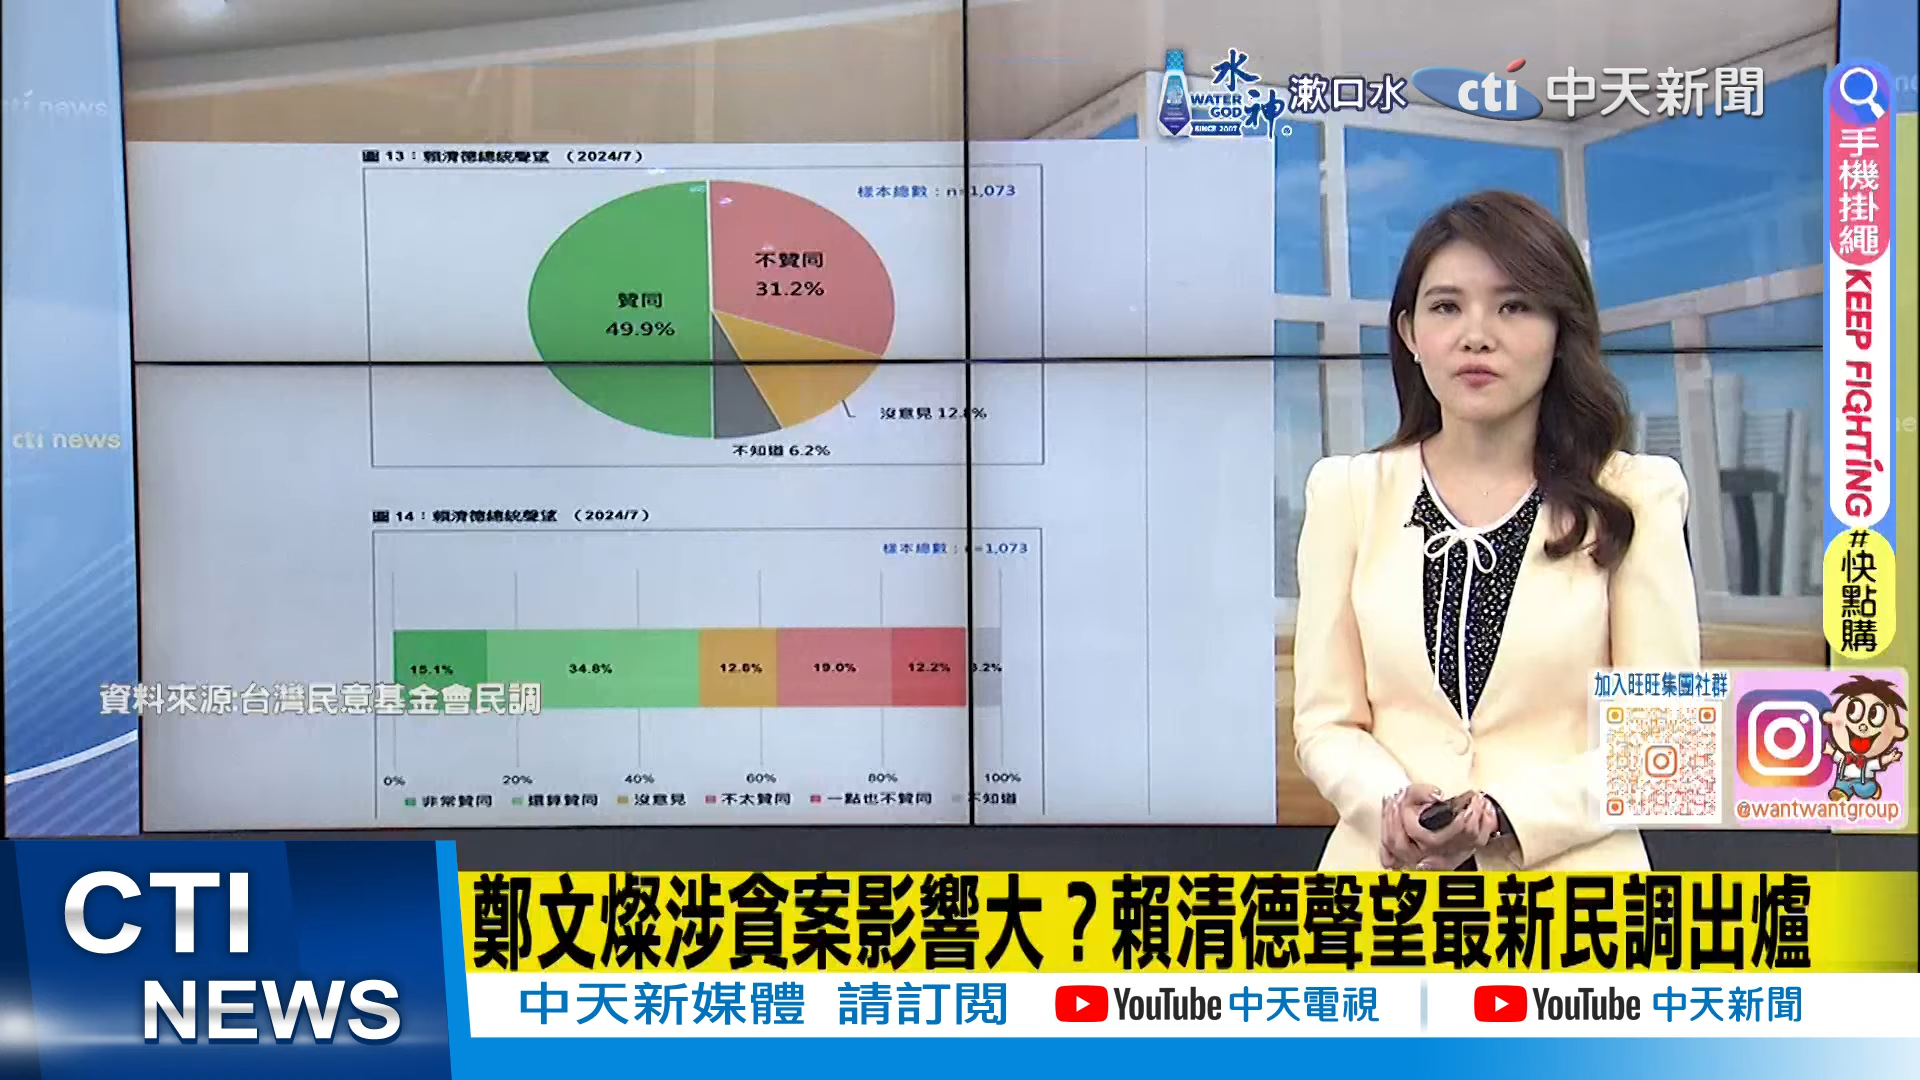 水神
WATER GOD
SINCE 2007
漱口水
cti 中天新聞
cti news
圖 13：賴清德總統聲望 （2024/7）
樣本總數：n=1,073
不贊同
31.2%
贊同
49.9%
沒意見 12.8%
不知道 6.2%
圖 14：賴清德總統聲望 （2024/7）
樣本總數：n=1,073
15.1% 34.8% 12.8% 19.0% 12.2% 6.2%
資料來源:台灣民意基金會民調
0% 20% 40% 60% 80% 100%
非常贊同 還算贊同 沒意見 不太贊同 一點也不贊同 不知道
cti news
手機掛繩
KEEP FIGHTING
#快點購
加入旺旺集團社群
@wantwantgroup
CTI NEWS
鄭文燦涉貪案影響大？賴清德聲望最新民調出爐
中天新媒體 請訂閱 YouTube 中天電視 YouTube 中天新聞